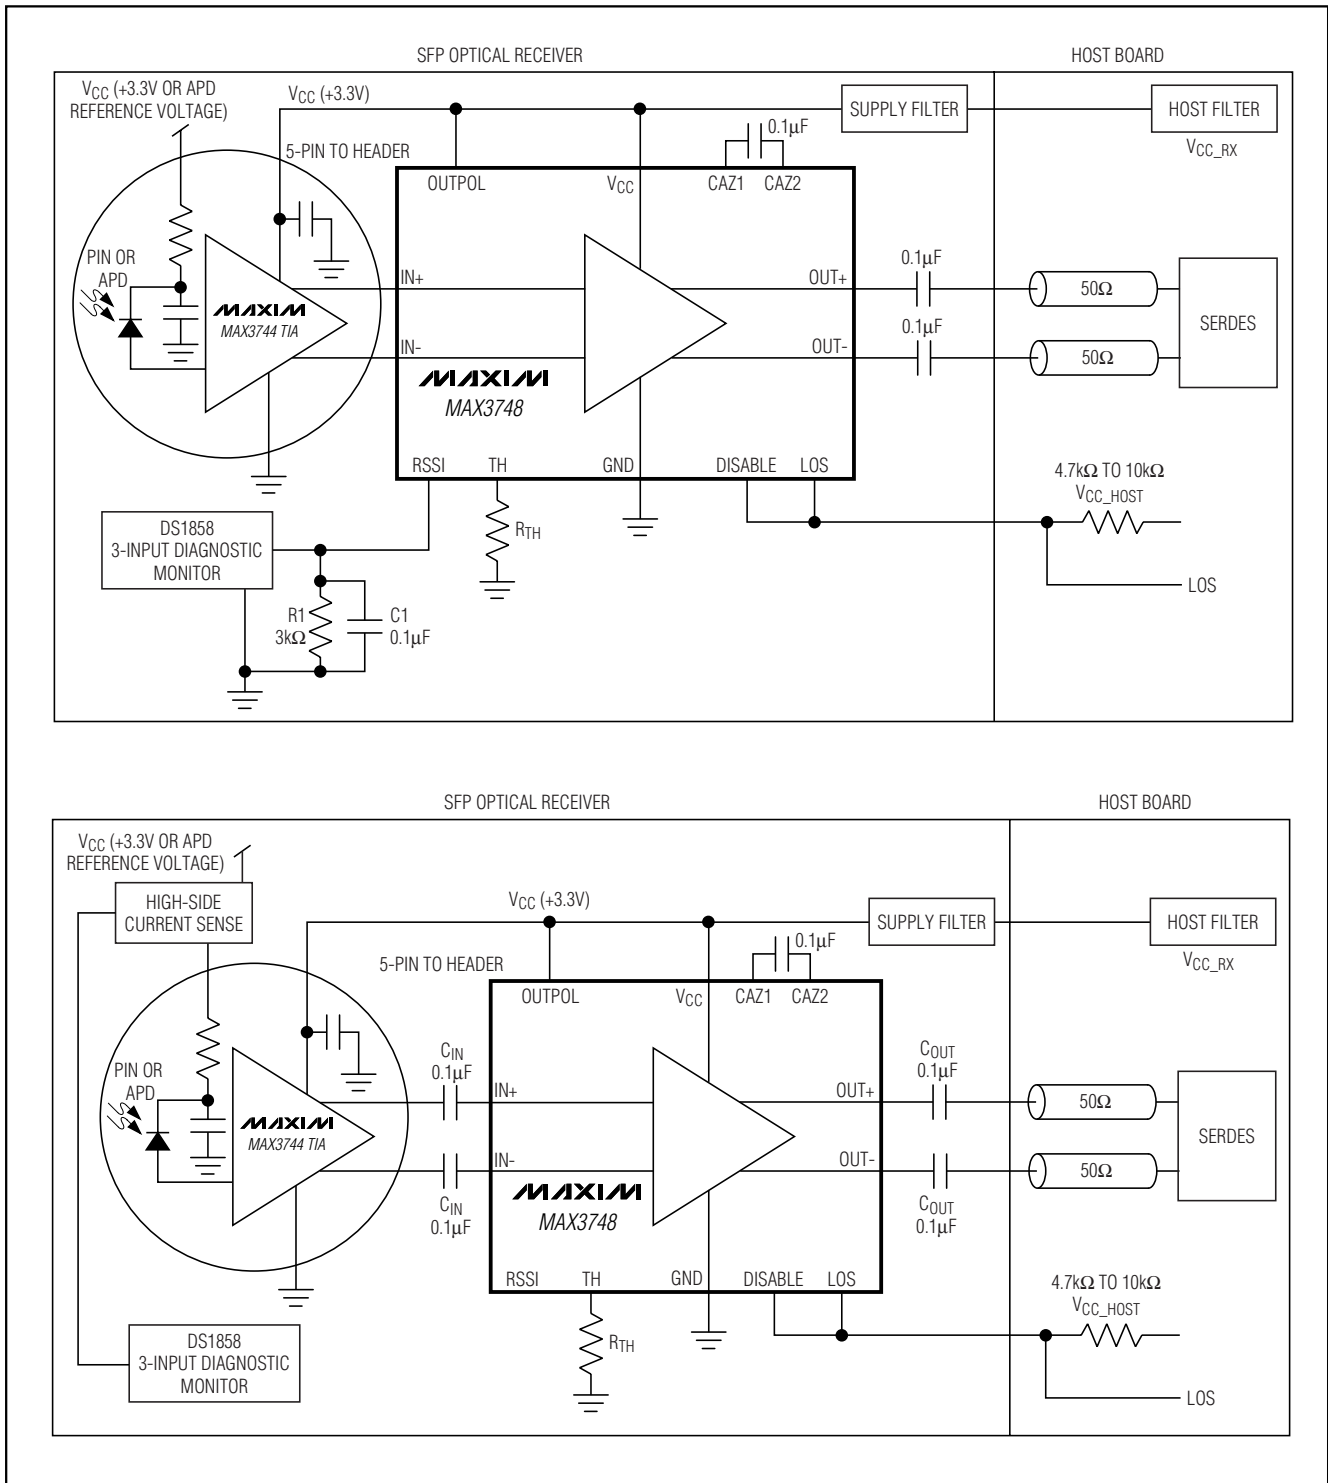 SFP OPTICAL RECEIVER
HOST BOARD
VCC (+3.3V OR APD
REFERENCE VOLTAGE)
VCC (+3.3V)
SUPPLY FILTER
HOST FILTER
VCC_RX
0.1μF
5-PIN TO HEADER
OUTPOL
VCC
CAZ1
CAZ2
PIN OR
APD
MAXIM
MAX3744 TIA
IN+
IN-
MAXIM
MAX3748
OUT+
OUT-
0.1μF
0.1μF
50Ω
50Ω
SERDES
RSSI
TH
GND
DISABLE
LOS
4.7kΩ TO 10kΩ
VCC_HOST
LOS
DS1858
3-INPUT DIAGNOSTIC
MONITOR
RTH
R1
3kΩ
C1
0.1μF
SFP OPTICAL RECEIVER
HOST BOARD
VCC (+3.3V OR APD
REFERENCE VOLTAGE)
HIGH-SIDE
CURRENT SENSE
VCC (+3.3V)
SUPPLY FILTER
HOST FILTER
VCC_RX
0.1μF
5-PIN TO HEADER
OUTPOL
VCC
CAZ1
CAZ2
PIN OR
APD
MAXIM
MAX3744 TIA
CIN
0.1μF
CIN
0.1μF
IN+
IN-
MAXIM
MAX3748
OUT+
OUT-
COUT
0.1μF
COUT
0.1μF
50Ω
50Ω
SERDES
RSSI
TH
GND
DISABLE
LOS
4.7kΩ TO 10kΩ
VCC_HOST
LOS
RTH
DS1858
3-INPUT DIAGNOSTIC
MONITOR